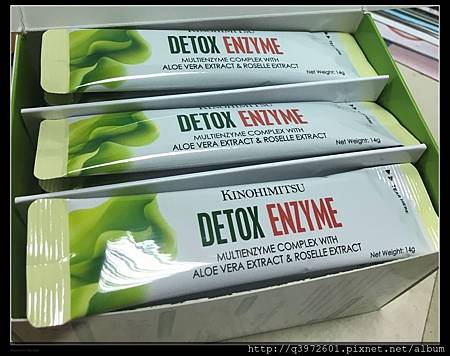 KINOHIMITSU
DETOX ENZYME
MULTIENZYME COMPLEX WITH
ALOE VERA EXTRACT & ROSELLE EXTRACT
Net Weight: 14g
KINOHIMITSU
DETOX ENZYME
MULTIENZYME COMPLEX WITH
ALOE VERA EXTRACT & ROSELLE EXTRACT
Net Weight: 14g
KINOHIMITSU
DETOX ENZYME
MULTIENZYME COMPLEX WITH
ALOE VERA EXTRACT & ROSELLE EXTRACT
Net Weight: 14g
http://q3972601.pixnet.net/album